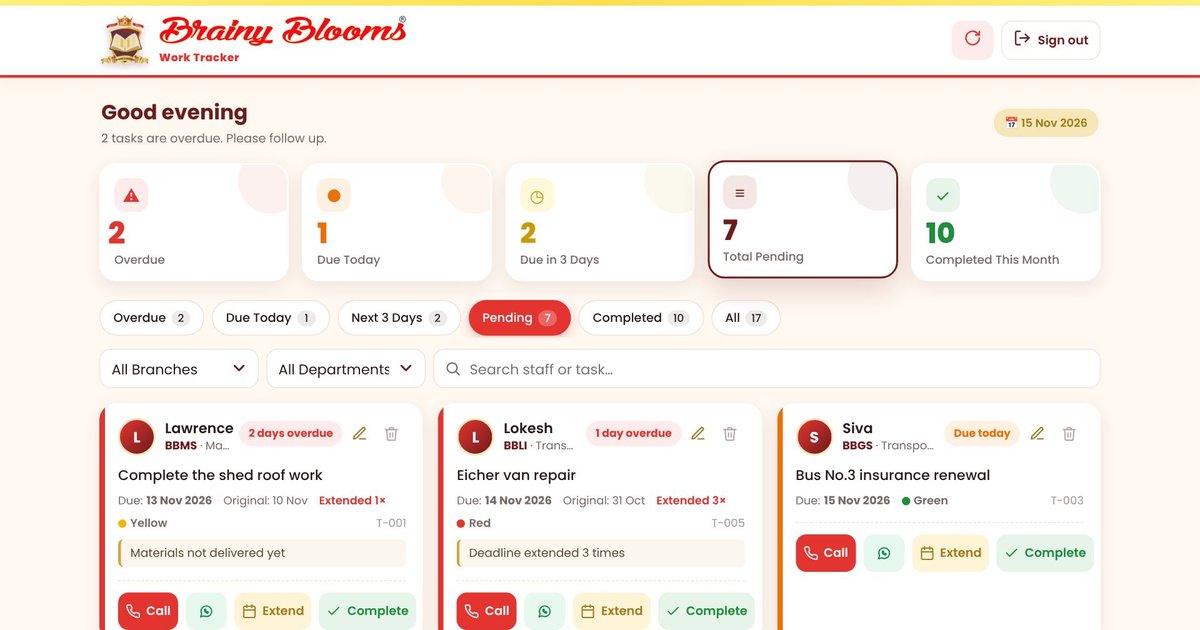 Brainy Blooms®
Work Tracker
Sign out
Good evening
2 tasks are overdue. Please follow up.
15 Nov 2026
2
Overdue
1
Due Today
2
Due in 3 Days
7
Total Pending
10
Completed This Month
Overdue 2
Due Today 1
Next 3 Days 2
Pending 7
Completed 10
All 17
All Branches
All Departments
Search staff or task...
L
Lawrence
BBMS · Ma...
2 days overdue
Complete the shed roof work
Due: 13 Nov 2026 Original: 10 Nov Extended 1×
Yellow T-001
Materials not delivered yet
Call
Extend
Complete
L
Lokesh
BBLI · Trans...
1 day overdue
Eicher van repair
Due: 14 Nov 2026 Original: 31 Oct Extended 3×
Red T-005
Deadline extended 3 times
Call
Extend
Complete
S
Siva
BBGS · Transpo...
Due today
Bus No.3 insurance renewal
Due: 15 Nov 2026 Green T-003
Call
Extend
Complete